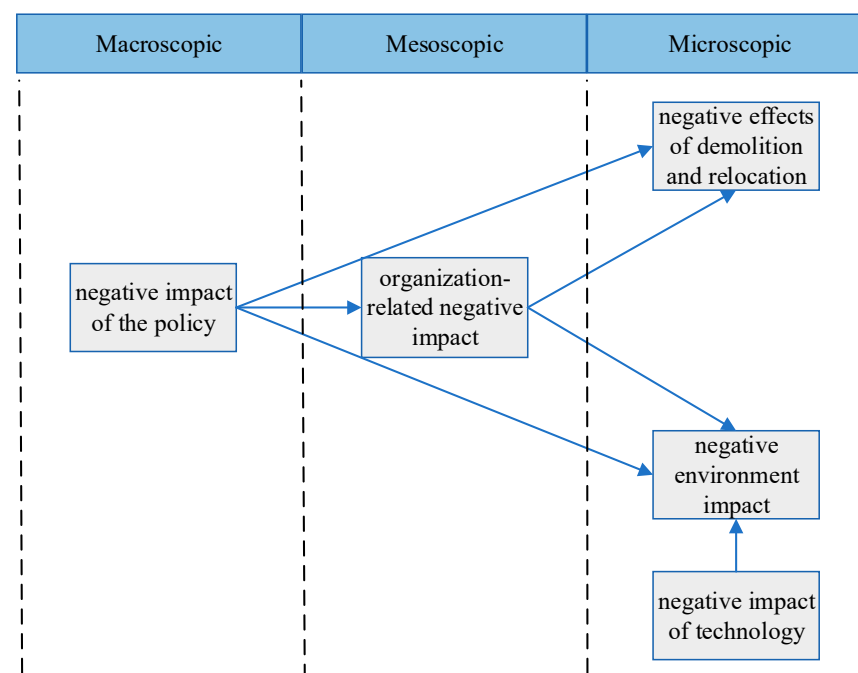 Macroscopic
Mesoscopic
Microscopic
negative effects
of demolition
and relocation
negative impact
of the policy
organization-
related negative
impact
negative
environment
impact
negative impact
of technology